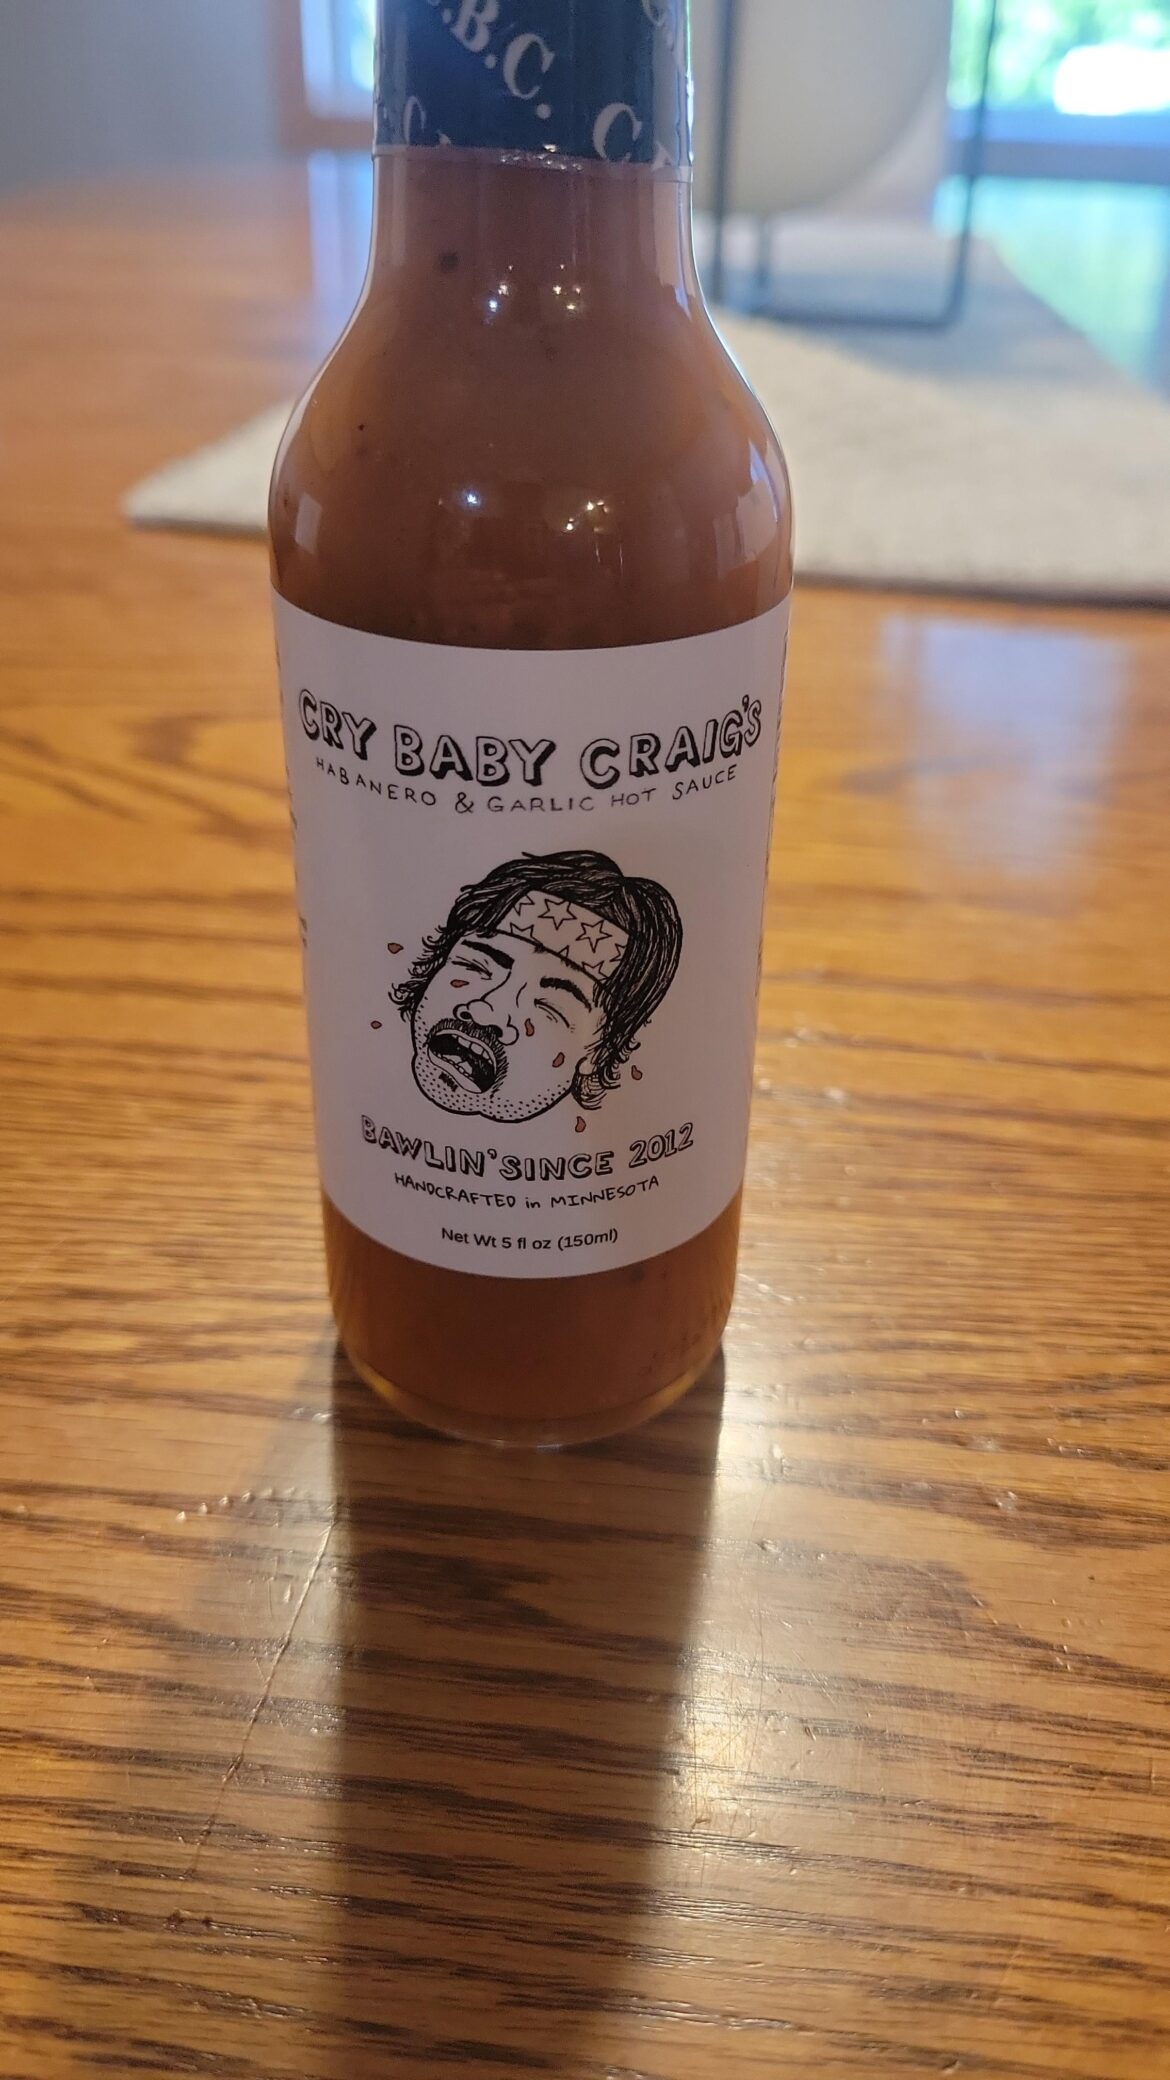 .B.C.
C
CRY BABY CRAIG'S
HABANERO & GARLIC HOT SAUCE
BAWLIN' SINCE 2012
HANDCRAFTED in MINNESOTA
Net Wt 5 fl oz (150ml)